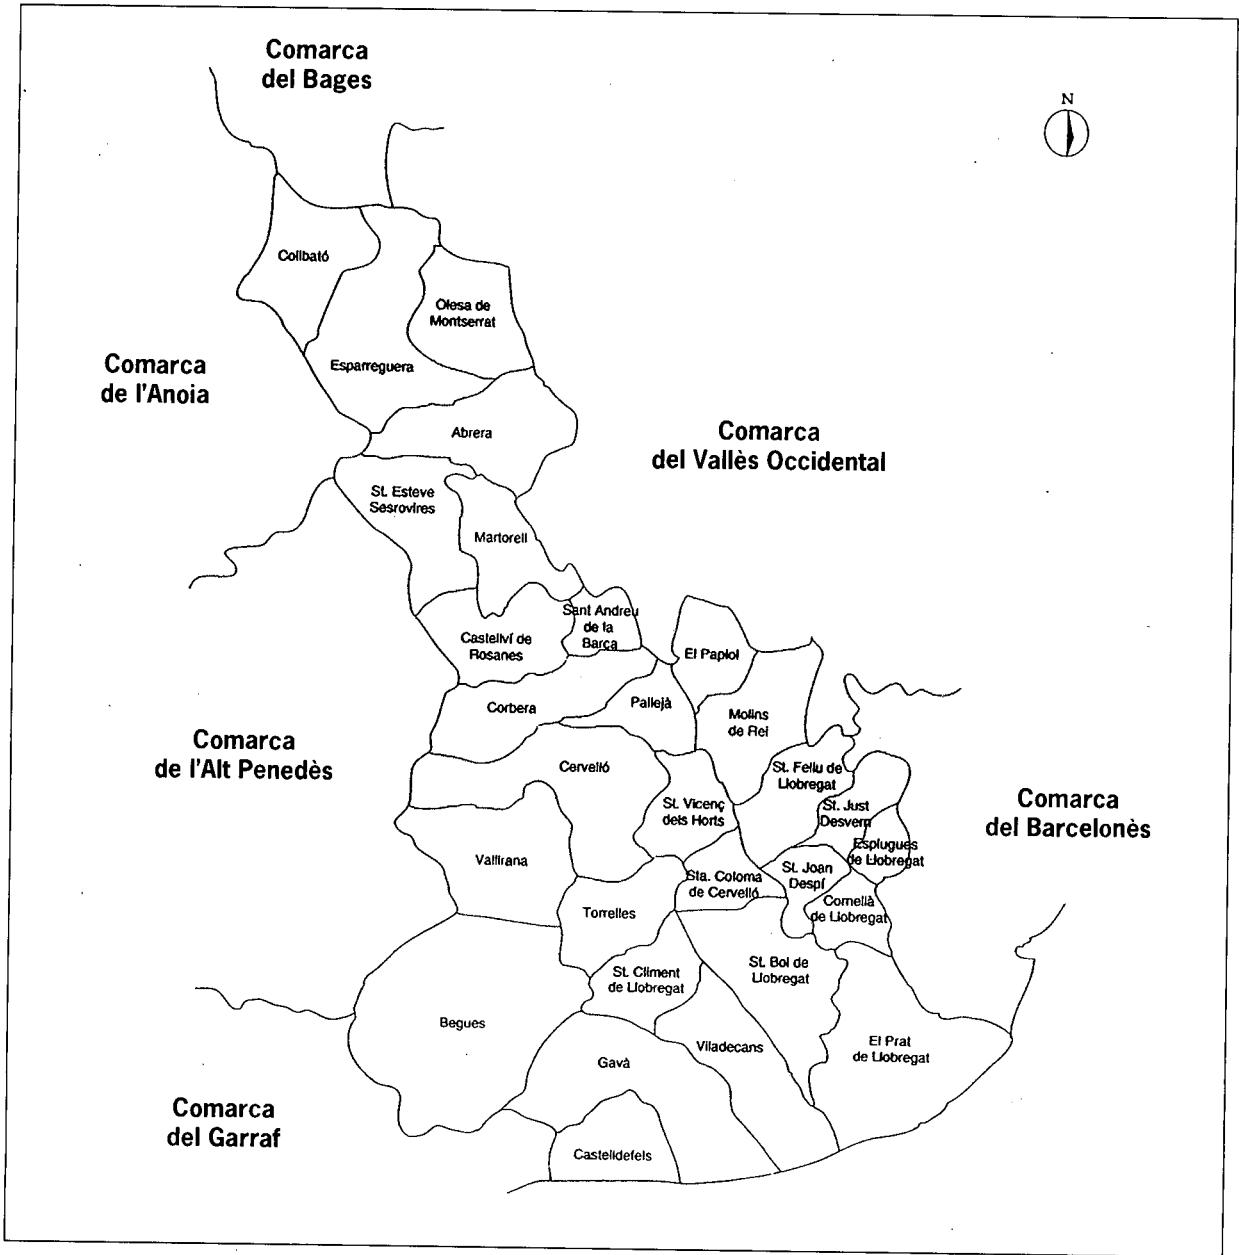 Comarca
del Bages
N
Collbató
Olesa de
Montserrat
Esparreguera
Comarca
de l'Anoia
Abrera
Comarca
del Vallès Occidental
St. Esteve
Sesrovires
Martorell
Sant Andreu
de la
Barca
Castellví de
Rosanes
El Papiol
Corbera
Pallejà
Molins
de Rei
Comarca
de l'Alt Penedès
Cervelló
St. Feliu de
Llobregat
St. Vicenç
dels Horts
St. Just
Desvern
Comarca
del Barcelonès
Esplugues
de Llobregat
Vallirana
St. Joan
Despí
Sta. Coloma
de Cervelló
Cornellà
de Llobregat
Torrelles
St. Boi de
Llobregat
St. Climent
de Llobregat
Begues
Viladecans
El Prat
de Llobregat
Gavà
Comarca
del Garraf
Castelldefels